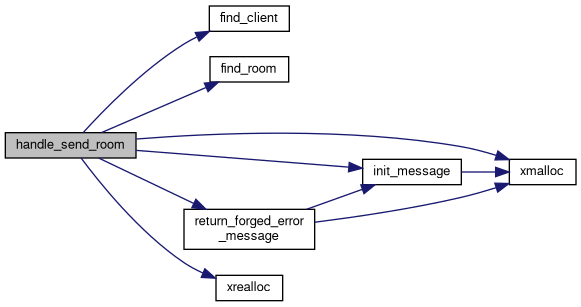 find_client
find_room
handle_send_room
init_message
xmalloc
return_forged_error
_message
xrealloc